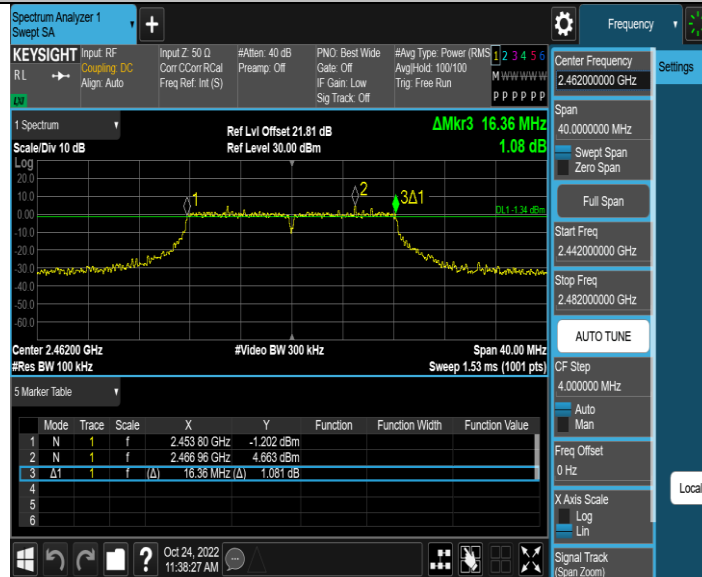 Spectrum Analyzer 1
Swept SA
+
Frequency
KEYSIGHT
RL
LXI
Input: RF
Coupling: DC
Align: Auto
Input Z: 50 Ω
Corr CCorr RCal
Freq Ref: Int (S)
#Atten: 40 dB
Preamp: Off
PNO: Best Wide
Gate: Off
IF Gain: Low
Sig Track: Off
#Avg Type: Power (RMS
Avg|Hold: 100/100
Trig: Free Run
1 2 3 4 5 6
M W W W W W
P P P P P P
1 Spectrum
Scale/Div 10 dB
Ref Lvl Offset 21.81 dB
Ref Level 30.00 dBm
ΔMkr3 16.36 MHz
1.08 dB
Log
20.0
10.0
0.00
-10.0
-20.0
-30.0
-40.0
-50.0
-60.0
1
2
3Δ1
DL1 -1.34 dBm
Center 2.46200 GHz
#Res BW 100 kHz
#Video BW 300 kHz
Span 40.00 MHz
Sweep 1.53 ms (1001 pts)
5 Marker Table
Mode Trace Scale X Y Function Function Width Function Value
1 N 1 f 2.453 80 GHz -1.202 dBm
2 N 1 f 2.466 96 GHz 4.663 dBm
3 Δ1 1 f (Δ) 16.36 MHz (Δ) 1.081 dB
4
5
6
?
Oct 24, 2022
11:38:27 AM
Center Frequency
2.462000000 GHz
Span
40.0000000 MHz
Swept Span
Zero Span
Full Span
Start Freq
2.442000000 GHz
Stop Freq
2.482000000 GHz
AUTO TUNE
CF Step
4.000000 MHz
Auto
Man
Freq Offset
0 Hz
X Axis Scale
Log
Lin
Signal Track
(Span Zoom)
Settings
Local